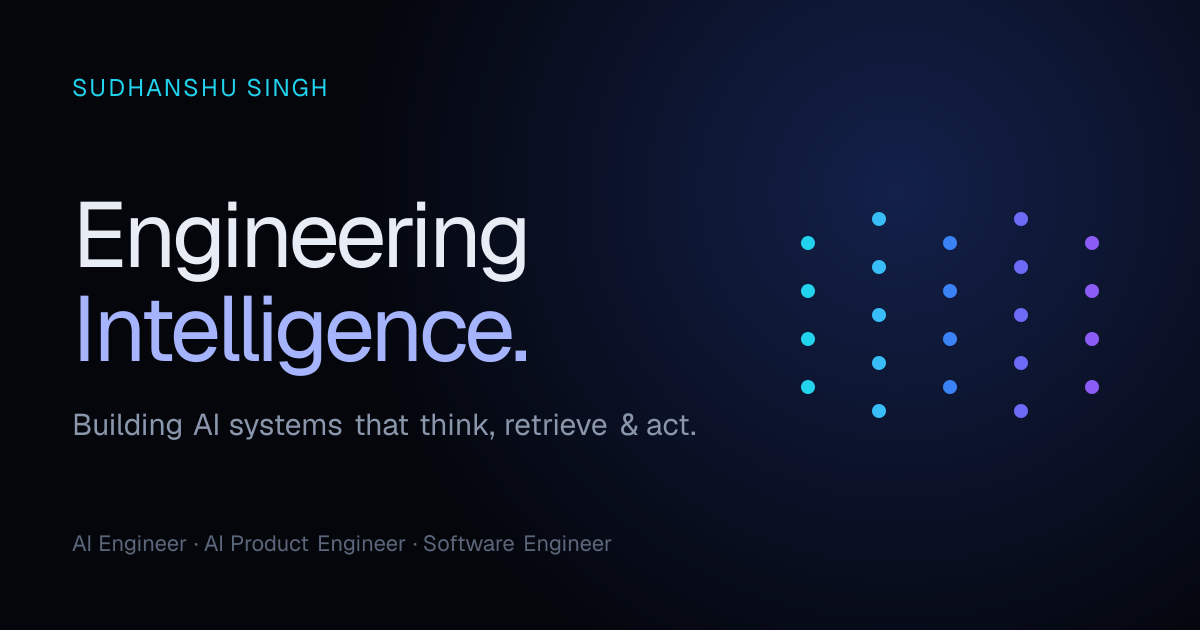 SUDHANSHU SINGH
Engineering
Intelligence.
Building AI systems that think, retrieve & act.
AI Engineer · AI Product Engineer · Software Engineer